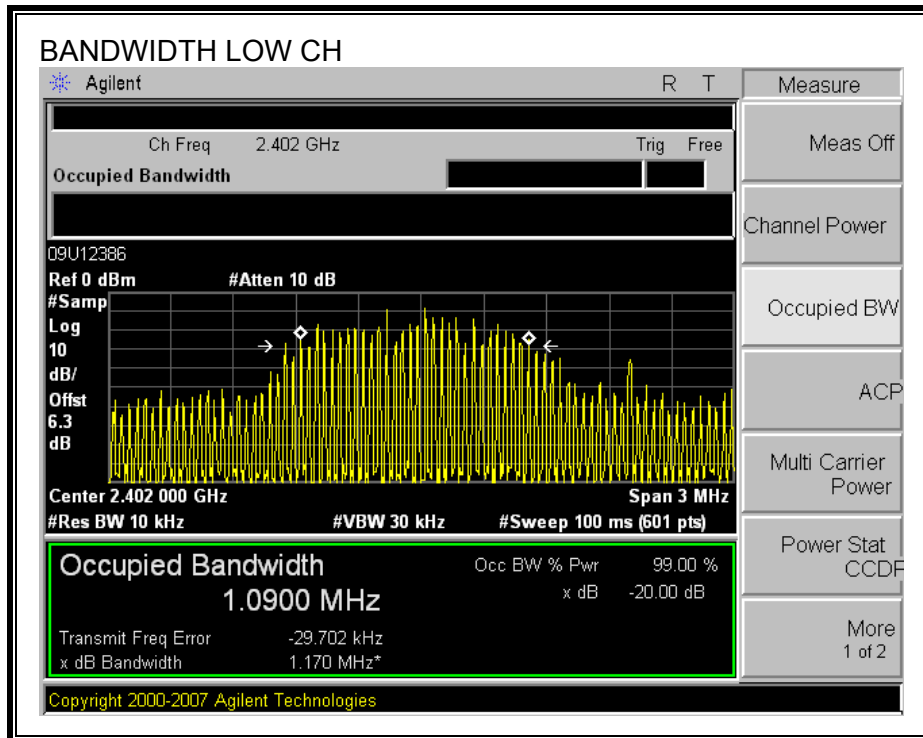 BANDWIDTH LOW CH
Agilent R T
Measure
Ch Freq 2.402 GHz Trig Free
Occupied Bandwidth
Meas Off
Channel Power
Occupied BW
ACP
Multi Carrier
Power
Power Stat
CCDF
More
1 of 2
09U12386
Ref 0 dBm #Atten 10 dB
#Samp
Log
10
dB/
Offst
6.3
dB
Center 2.402 000 GHz Span 3 MHz
#Res BW 10 kHz #VBW 30 kHz #Sweep 100 ms (601 pts)
Occupied Bandwidth
1.0900 MHz
Occ BW % Pwr 99.00 %
x dB -20.00 dB
Transmit Freq Error -29.702 kHz
x dB Bandwidth 1.170 MHz*
Copyright 2000-2007 Agilent Technologies